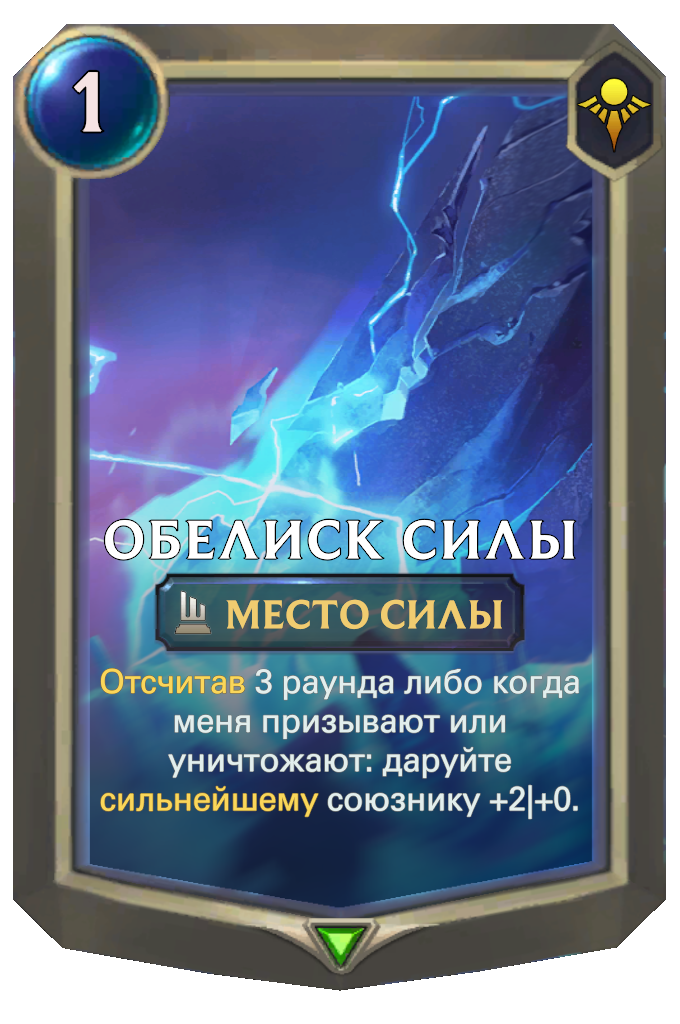 1
ОБЕЛИСК СИЛЫ
МЕСТО СИЛЫ
Отсчитав 3 раунда либо когда
меня призывают или
уничтожают: даруйте
сильнейшему союзнику +2|+0.